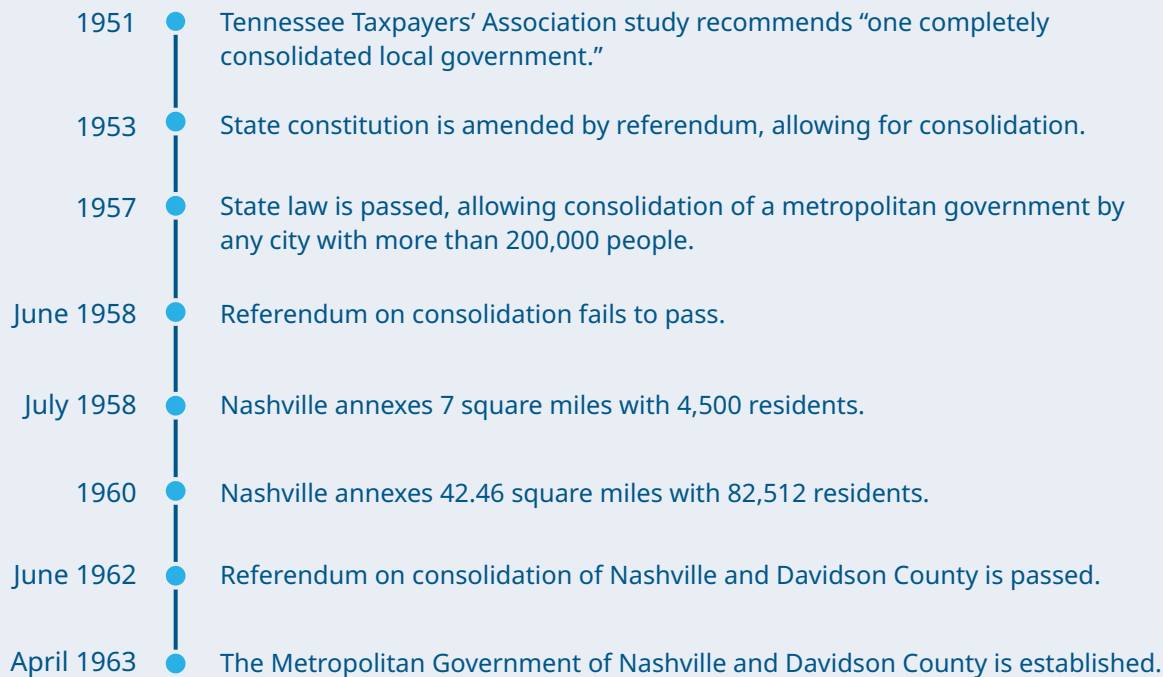 1951 Tennessee Taxpayers’ Association study recommends “one completely
consolidated local government.”
1953 State constitution is amended by referendum, allowing for consolidation.
1957 State law is passed, allowing consolidation of a metropolitan government by
any city with more than 200,000 people.
June 1958 Referendum on consolidation fails to pass.
July 1958 Nashville annexes 7 square miles with 4,500 residents.
1960 Nashville annexes 42.46 square miles with 82,512 residents.
June 1962 Referendum on consolidation of Nashville and Davidson County is passed.
April 1963 The Metropolitan Government of Nashville and Davidson County is established.